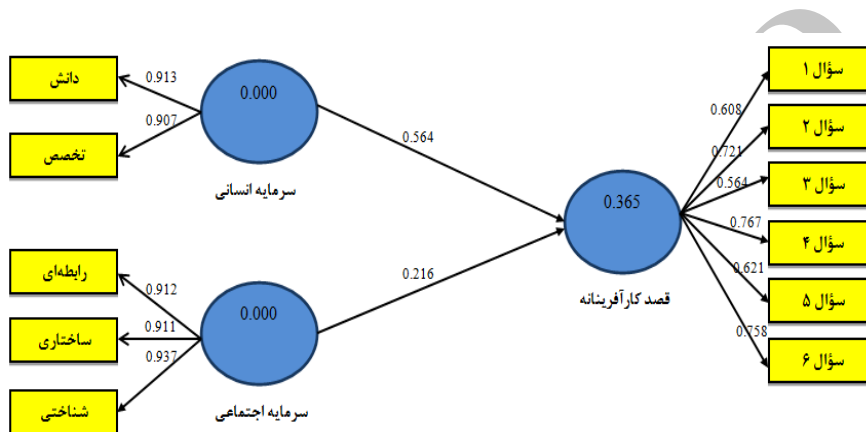 دانش
تخصص
0.913
0.907
0.000
سرمایه انسانی
0.564
رابطه‌ای
ساختاری
شناختی
0.912
0.911
0.937
0.000
سرمایه اجتماعی
0.216
0.365
قصد کارآفرینانه
0.608
0.721
0.564
0.767
0.621
0.758
سؤال ۱
سؤال ۲
سؤال ۳
سؤال ۴
سؤال ۵
سؤال ۶